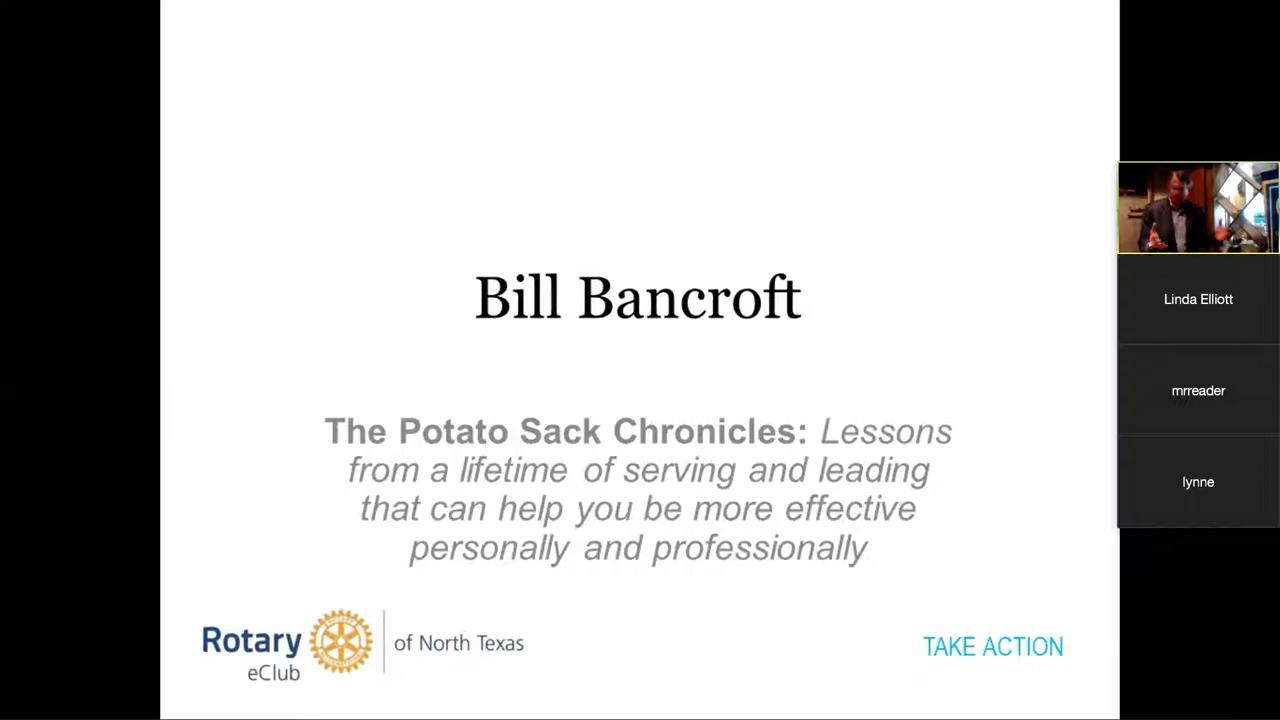 Bill Bancroft
The Potato Sack Chronicles: Lessons
from a lifetime of serving and leading
that can help you be more effective
personally and professionally
Rotary
eClub
of North Texas
TAKE ACTION
Linda Elliott
mrreader
lynne